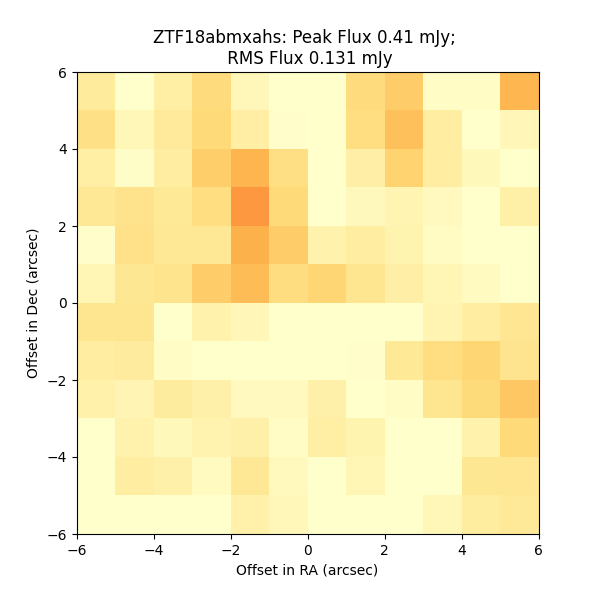 ZTF18abmxahs: Peak Flux 0.41 mJy;
RMS Flux 0.131 mJy
6
4
2
0
−2
−4
−6
Offset in Dec (arcsec)
−6 −4 −2 0 2 4 6
Offset in RA (arcsec)